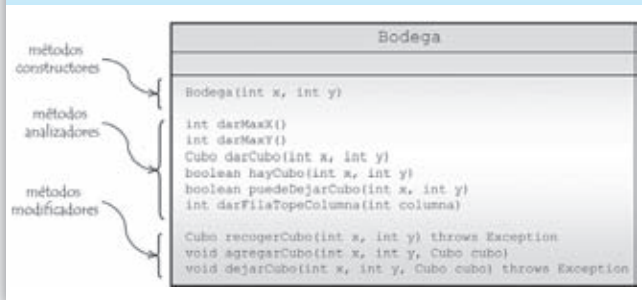 Bodega
métodos
constructores
Bodega(int x, int y)
métodos
analizadores
int darMaxX()
int darMaxY()
Cubo darCubo(int x, int y)
boolean hayCubo(int x, int y)
boolean puedeDejarCubo(int x, int y)
int darFilaTopeColumna(int columna)
métodos
modificadores
Cubo recogerCubo(int x, int y) throws Exception
void agregarCubo(int x, int y, Cubo cubo)
void dejarCubo(int x, int y, Cubo cubo) throws Exception